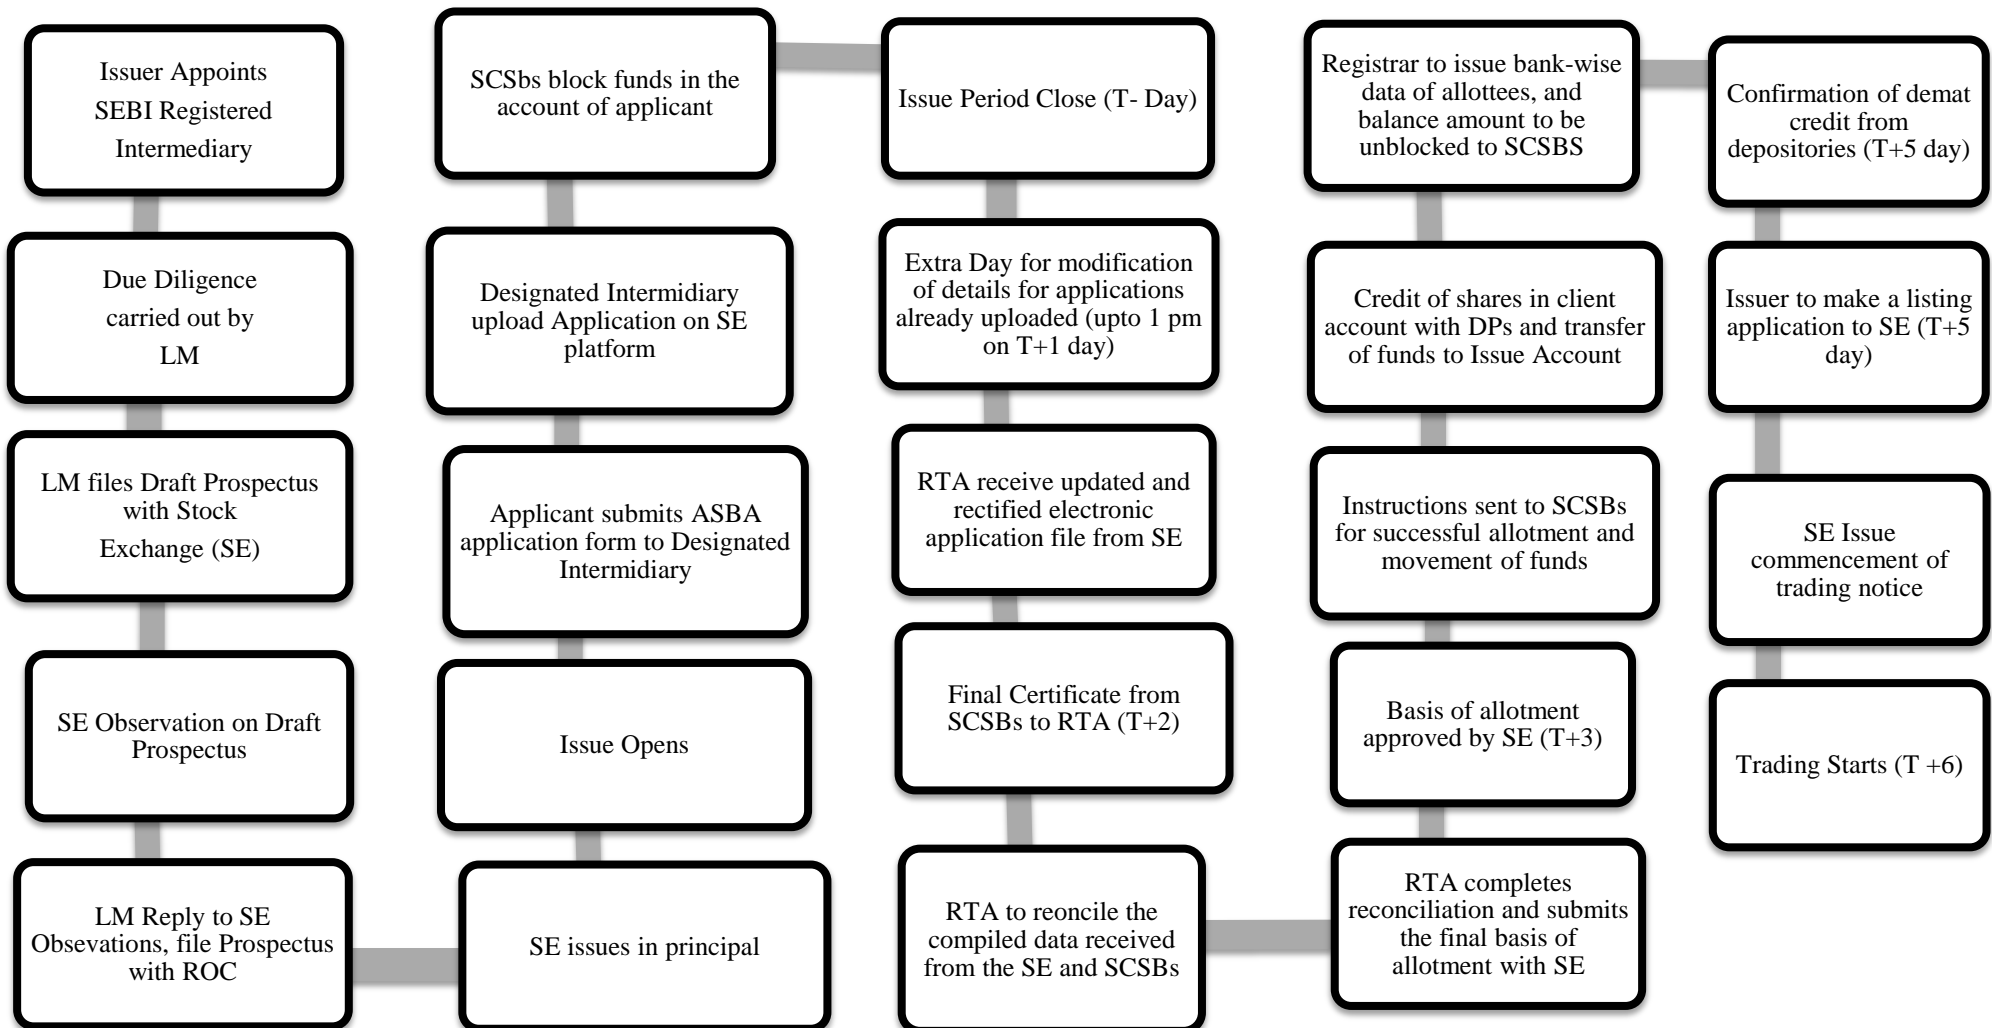 Issuer Appoints
SEBI Registered
Intermediary
Due Diligence
carried out by
LM
LM files Draft Prospectus
with Stock
Exchange (SE)
SE Observation on Draft
Prospectus
LM Reply to SE
Obsevations, file Prospectus
with ROC
SE issues in principal
Issue Opens
Applicant submits ASBA
application form to Designated
Intermidiary
Designated Intermidiary
upload Application on SE
platform
SCSbs block funds in the
account of applicant
Issue Period Close (T- Day)
Extra Day for modification
of details for applications
already uploaded (upto 1 pm
on T+1 day)
RTA receive updated and
rectified electronic
application file from SE
Final Certificate from
SCSBs to RTA (T+2)
RTA to reoncile the
compiled data received
from the SE and SCSBs
RTA completes
reconciliation and submits
the final basis of
allotment with SE
Basis of allotment
approved by SE (T+3)
Instructions sent to SCSBs
for successful allotment and
movement of funds
Credit of shares in client
account with DPs and transfer
of funds to Issue Account
Registrar to issue bank-wise
data of allottees, and
balance amount to be
unblocked to SCSBS
Confirmation of demat
credit from
depositories (T+5 day)
Issuer to make a listing
application to SE (T+5
day)
SE Issue
commencement of
trading notice
Trading Starts (T +6)